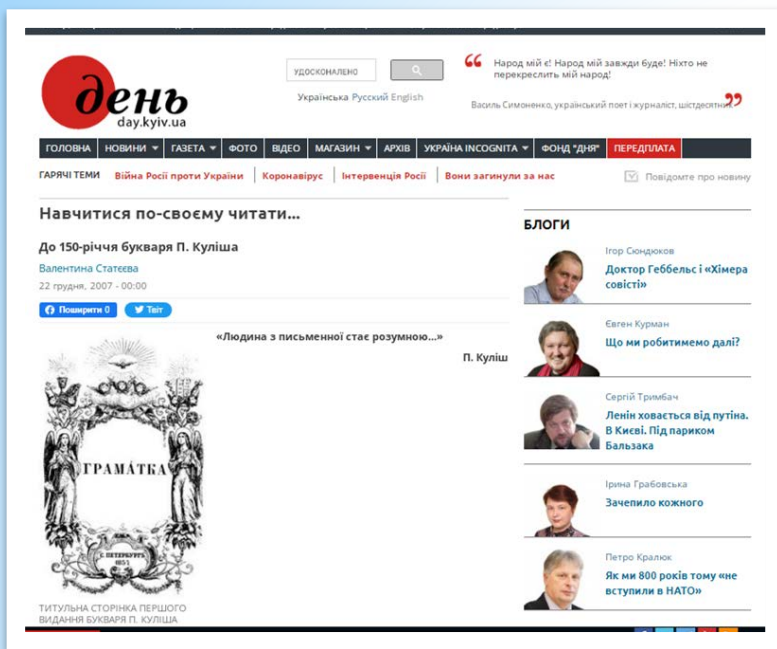 день
day.kyiv.ua
УДОСКОНАЛЕНО
Українська Русский English
Народ мій є! Народ мій завжди буде! Ніхто не
перекреслить мій народ!
Василь Симоненко, український поет і журналіст, шістдесятник
ГОЛОВНА НОВИНИ ГАЗЕТА ФОТО ВІДЕО МАГАЗИН АРХІВ УКРАЇНА INCOGNITA ФОНД "ДНЯ" ПЕРЕДПЛАТА
ГАРЯЧІ ТЕМИ Війна Росії проти України Коронавірус Інтервенція Росії Вони загинули за нас Повідомте про новину
Навчитися по-своєму читати...
До 150-річчя букваря П. Куліша
Валентина Статєєва
22 грудня, 2007 - 00:00
Поширити 0 Твіт
«Людина з письменної стає розумною...»
П. Куліш
ГРАМАТКА
С. ПЕТЕРБУРГЪ
1857
ТИТУЛЬНА СТОРІНКА ПЕРШОГО
ВИДАННЯ БУКВАРЯ П. КУЛІША
БЛОГИ
Ігор Сюндюков
Доктор Геббельс і «Хімера
совісті»
Євген Курман
Що ми робитимемо далі?
Сергій Тримбач
Ленін ховається від путіна.
В Києві. Під париком
Бальзака
Ірина Грабовська
Зачепило кожного
Петро Кралюк
Як ми 800 років тому «не
вступили в НАТО»